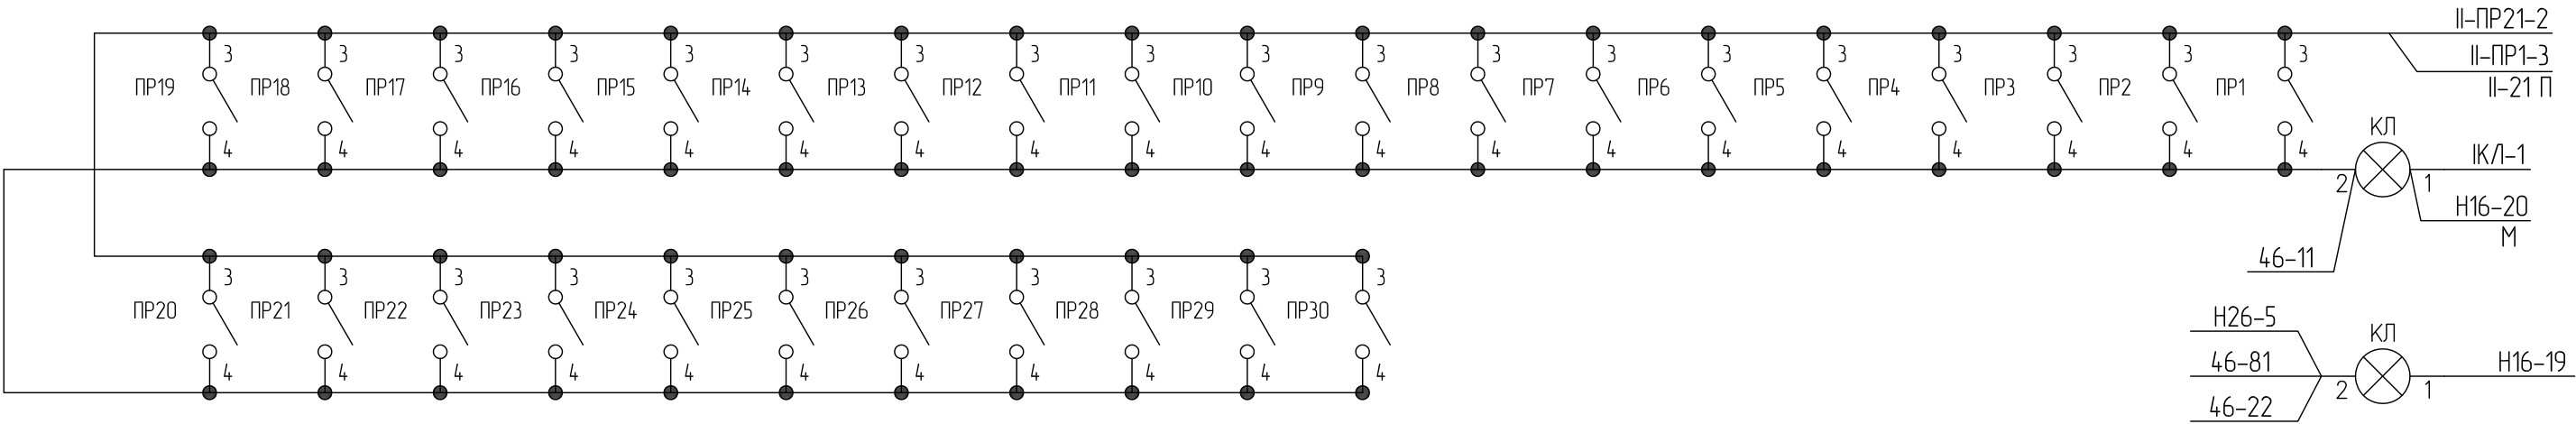 II-ПР21-2
3 3 3 3 3 3 3 3 3 3 3 3 3 3 3 3 3 3 3
II-ПР1-3
ПР19 ПР18 ПР17 ПР16 ПР15 ПР14 ПР13 ПР12 ПР11 ПР10 ПР9 ПР8 ПР7 ПР6 ПР5 ПР4 ПР3 ПР2 ПР1
II-21 П
КЛ
4 4 4 4 4 4 4 4 4 4 4 4 4 4 4 4 4 4 4
IКЛ-1
2 1
Н16-20
М
46-11
3 3 3 3 3 3 3 3 3 3 3
ПР20 ПР21 ПР22 ПР23 ПР24 ПР25 ПР26 ПР27 ПР28 ПР29 ПР30
4 4 4 4 4 4 4 4 4 4 4
Н26-5
КЛ
46-81
Н16-19
2 1
46-22